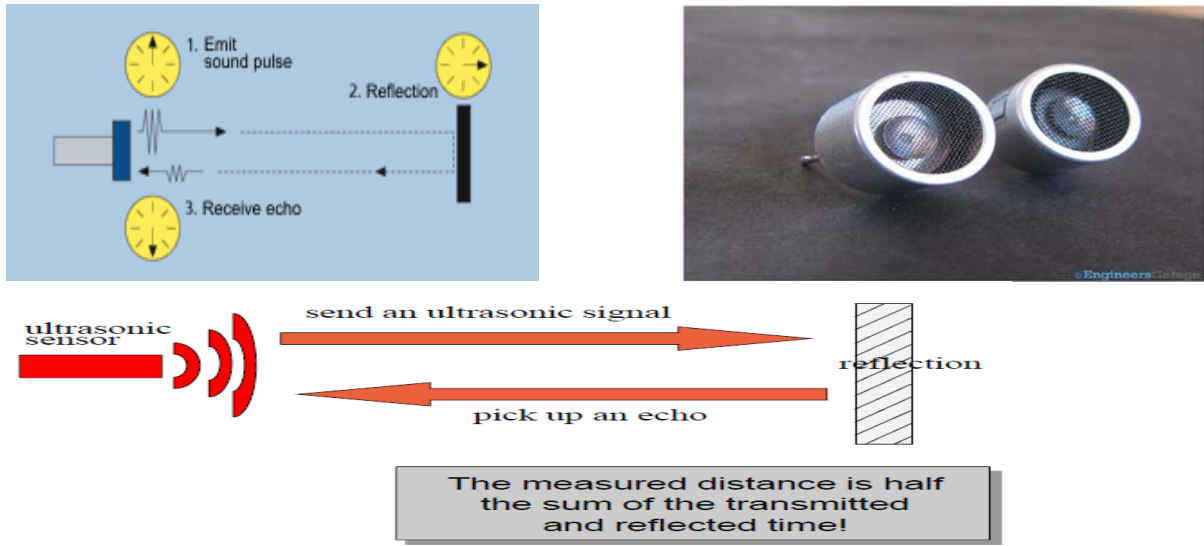 1. Emit
sound pulse
2. Reflection
3. Receive echo
©EngineersGarage
ultrasonic
sensor
send an ultrasonic signal
reflection
pick up an echo
The measured distance is half
the sum of the transmitted
and reflected time!